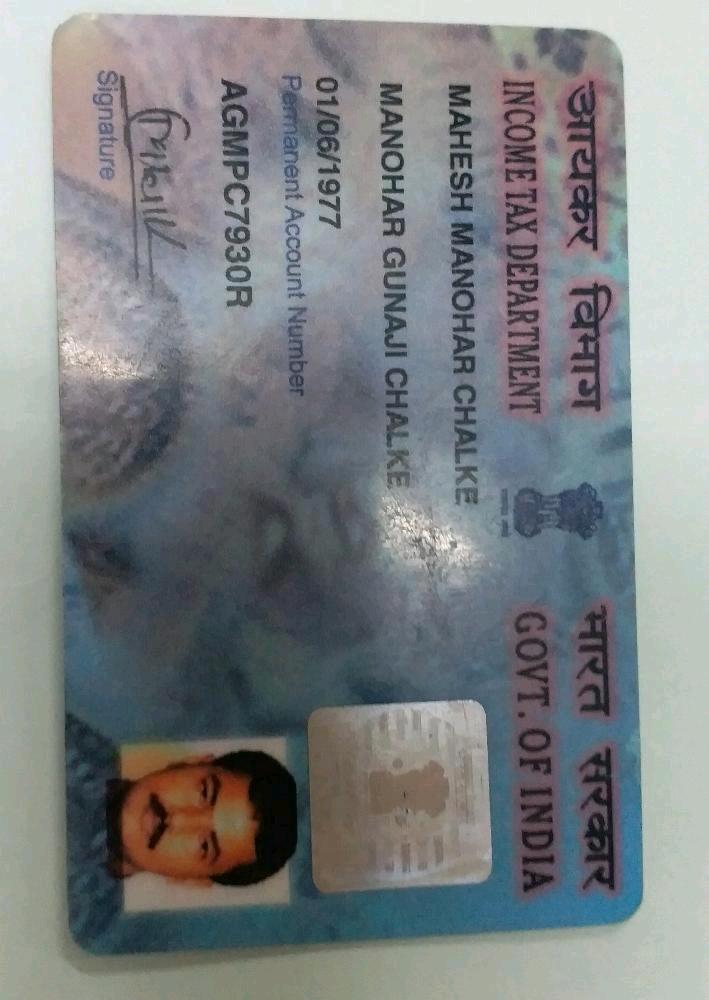 आयकर विभाग
INCOME TAX DEPARTMENT
भारत सरकार
GOVT. OF INDIA
MAHESH MANOHAR CHALKE
MANOHAR GUNAJI CHALKE
01/06/1977
Permanent Account Number
AGMPC7930R
Signature